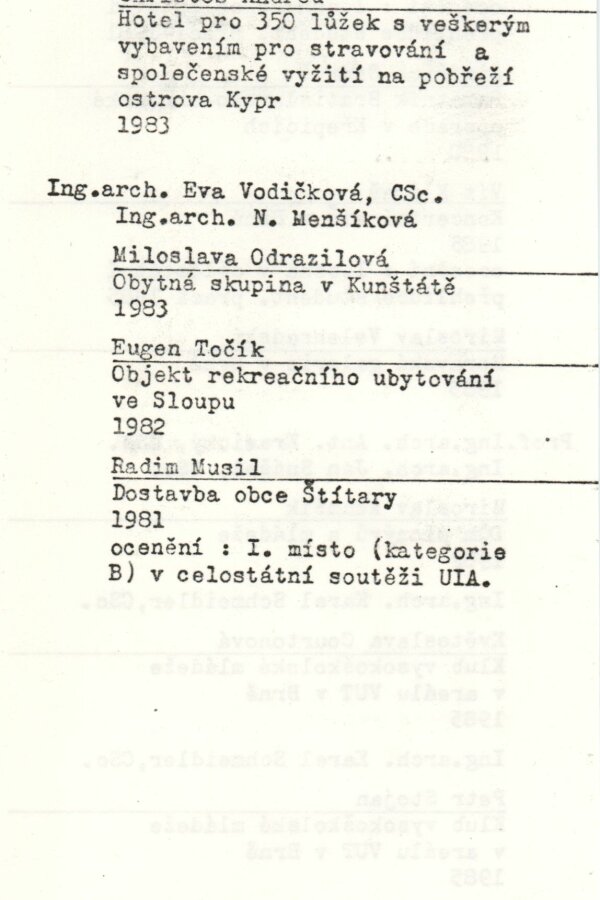 Hotel pro 350 lůžek s veškerým
vybavením pro stravování a
společenské vyžití na pobřeží
ostrova Kypr
1983
Ing.arch. Eva Vodičková, CSc.
Ing.arch. N. Menšíková
Miloslava Odrazilová
Obytná skupina v Kunštátě
1983
Eugen Točík
Objekt rekreačního ubytování
ve Sloupu
1982
Radim Musil
Dostavba obce Štítary
1981
ocenění : I. místo (kategorie
B) v celostátní soutěži UIA.